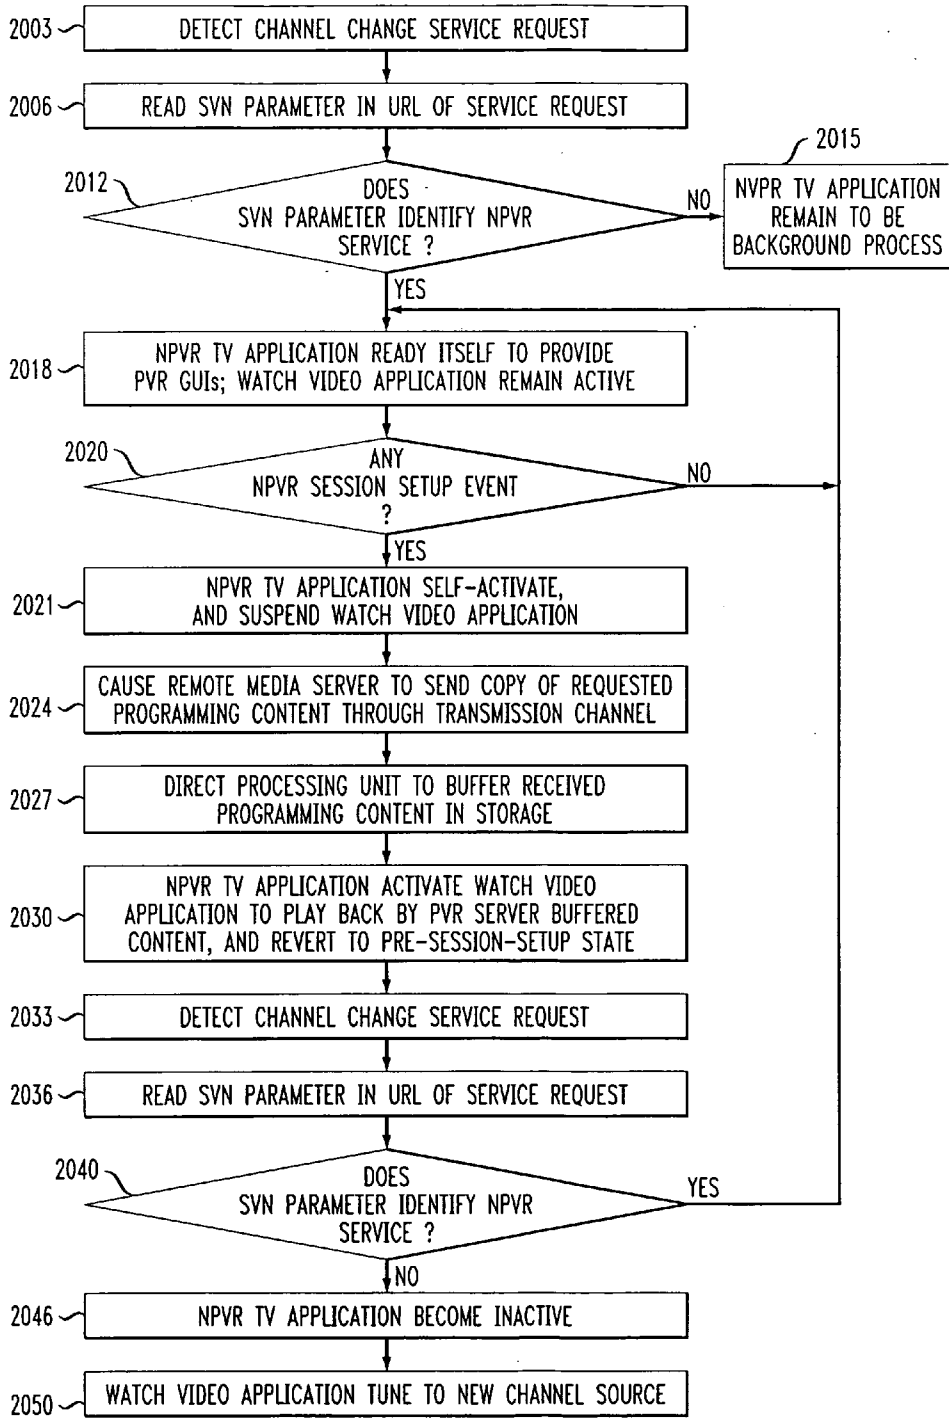 2003
DETECT CHANNEL CHANGE SERVICE REQUEST
2006
READ SVN PARAMETER IN URL OF SERVICE REQUEST
2012
DOES
SVN PARAMETER IDENTIFY NPVR
SERVICE ?
NO
2015
NVPR TV APPLICATION
REMAIN TO BE
BACKGROUND PROCESS
YES
2018
NPVR TV APPLICATION READY ITSELF TO PROVIDE
PVR GUIs; WATCH VIDEO APPLICATION REMAIN ACTIVE
2020
ANY
NPVR SESSION SETUP EVENT
?
NO
YES
2021
NPVR TV APPLICATION SELF-ACTIVATE,
AND SUSPEND WATCH VIDEO APPLICATION
2024
CAUSE REMOTE MEDIA SERVER TO SEND COPY OF REQUESTED
PROGRAMMING CONTENT THROUGH TRANSMISSION CHANNEL
2027
DIRECT PROCESSING UNIT TO BUFFER RECEIVED
PROGRAMMING CONTENT IN STORAGE
2030
NPVR TV APPLICATION ACTIVATE WATCH VIDEO
APPLICATION TO PLAY BACK BY PVR SERVER BUFFERED
CONTENT, AND REVERT TO PRE-SESSION-SETUP STATE
2033
DETECT CHANNEL CHANGE SERVICE REQUEST
2036
READ SVN PARAMETER IN URL OF SERVICE REQUEST
2040
DOES
SVN PARAMETER IDENTIFY NPVR
SERVICE ?
YES
NO
2046
NPVR TV APPLICATION BECOME INACTIVE
2050
WATCH VIDEO APPLICATION TUNE TO NEW CHANNEL SOURCE